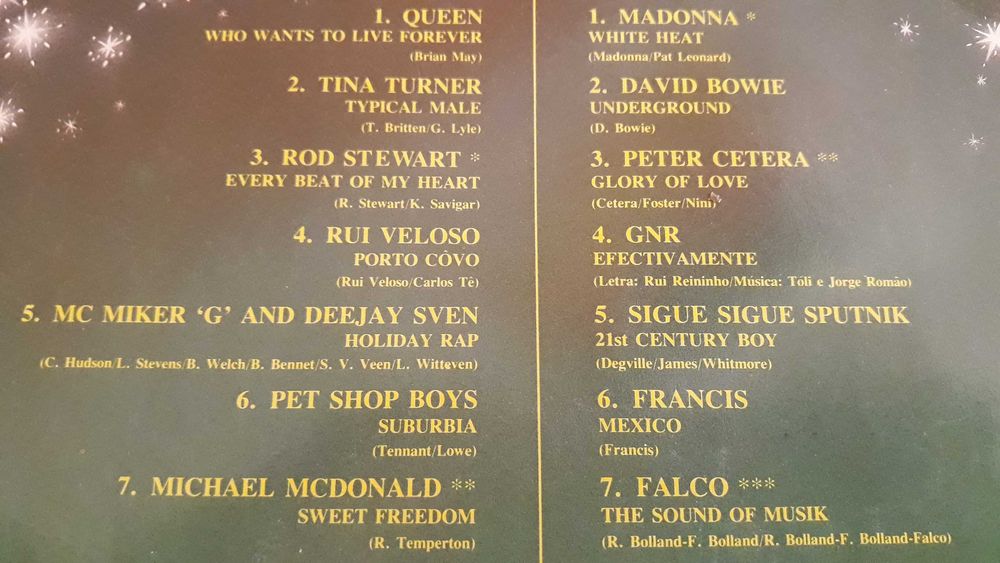 1. QUEEN
WHO WANTS TO LIVE FOREVER
(Brian May)
2. TINA TURNER
TYPICAL MALE
(T. Britten/G. Lyle)
3. ROD STEWART *
EVERY BEAT OF MY HEART
(R. Stewart/K. Savigar)
4. RUI VELOSO
PORTO CÔVO
(Rui Veloso/Carlos Tê)
5. MC MIKER ‘G’ AND DEEJAY SVEN
HOLIDAY RAP
(C. Hudson/L. Stevens/B. Welch/B. Bennet/S. V. Veen/L. Witteven)
6. PET SHOP BOYS
SUBURBIA
(Tennant/Lowe)
7. MICHAEL MCDONALD **
SWEET FREEDOM
(R. Temperton)
1. MADONNA *
WHITE HEAT
(Madonna/Pat Leonard)
2. DAVID BOWIE
UNDERGROUND
(D. Bowie)
3. PETER CETERA **
GLORY OF LOVE
(Cetera/Foster/Nini)
4. GNR
EFECTIVAMENTE
(Letra: Rui Reininho/Música: Tóli e Jorge Romão)
5. SIGUE SIGUE SPUTNIK
21st CENTURY BOY
(Degville/James/Whitmore)
6. FRANCIS
MEXICO
(Francis)
7. FALCO ***
THE SOUND OF MUSIK
(R. Bolland-F. Bolland/R. Bolland-F. Bolland-Falco)